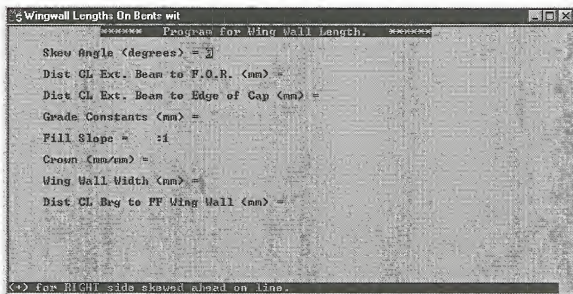 Wingwall Lengths On Bents wit
****** Program for Wing Wall Length. ******
Skew Angle (degrees) =
Dist CL Ext. Beam to F.O.R. (mm) =
Dist CL Ext. Beam to Edge of Cap (mm) =
Grade Constants (mm) =
Fill Slope = :1
Crown (mm/mm) =
Wing Wall Width (mm) =
Dist CL Brg to FF Wing Wall (mm) =
(+) for RIGHT side skewed ahead on line.